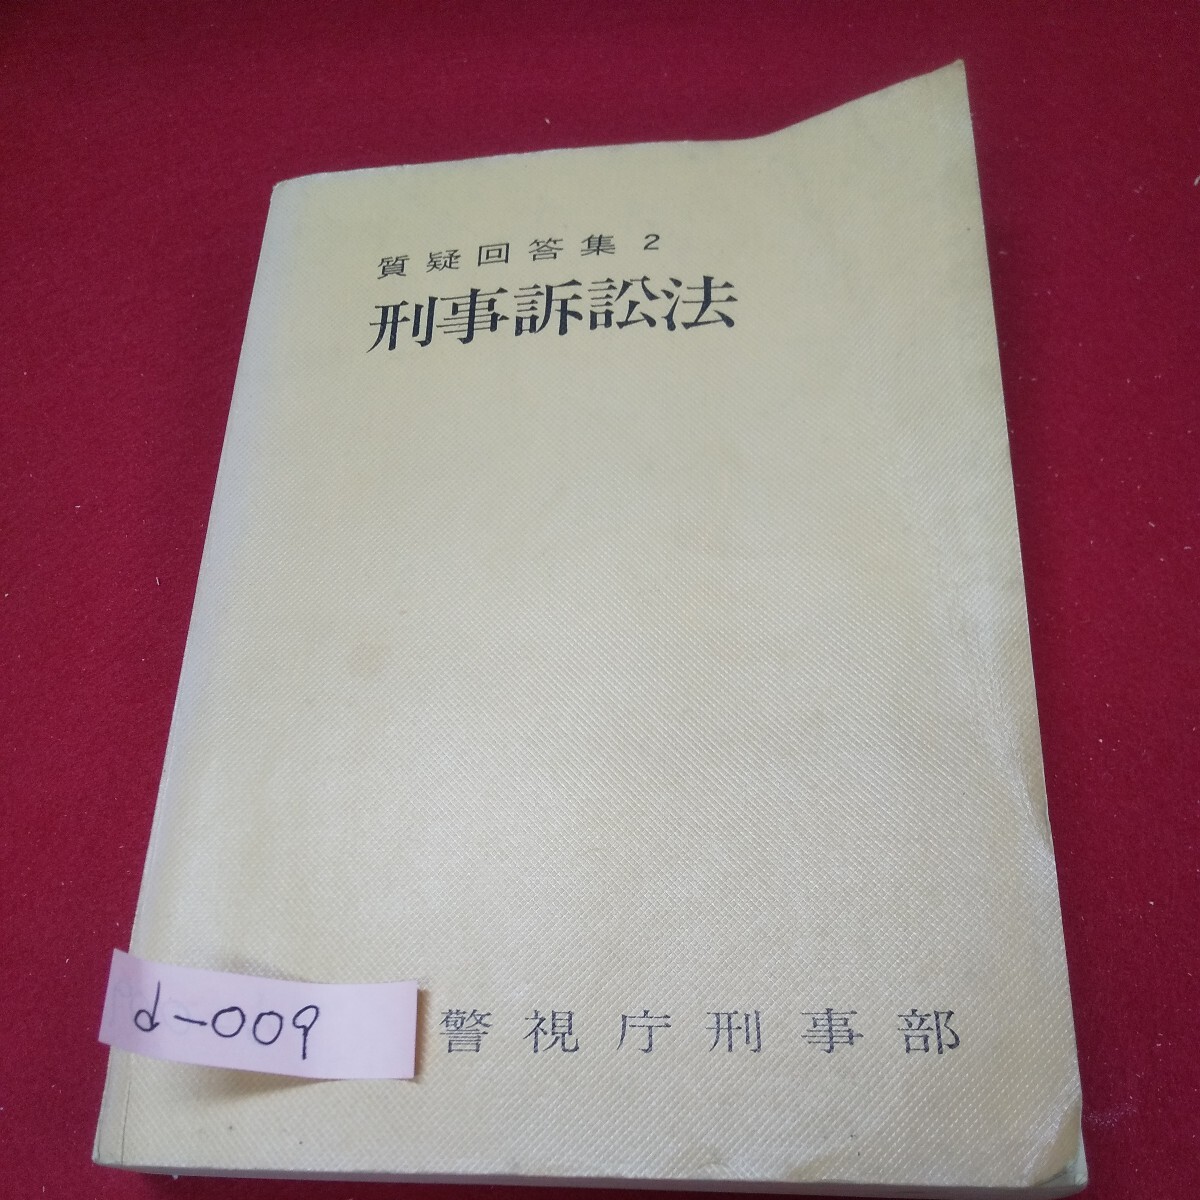 質疑回答集 2
刑事訴訟法
d-009
警視庁刑事部